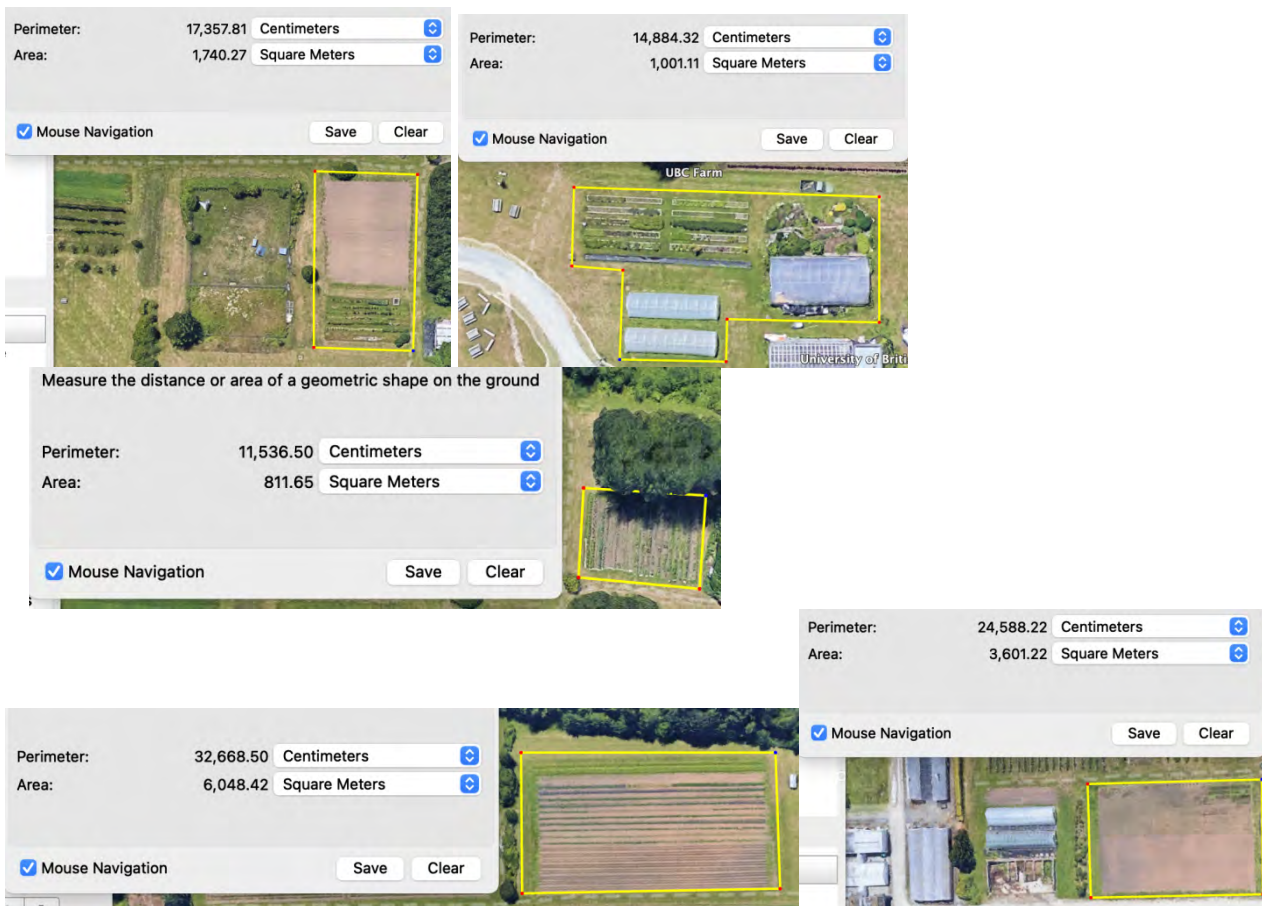 Perimeter: 17,357.81 Centimeters
Area: 1,740.27 Square Meters
Mouse Navigation Save Clear
Perimeter: 14,884.32 Centimeters
Area: 1,001.11 Square Meters
Mouse Navigation Save Clear
UBC Farm
University of Briti
Measure the distance or area of a geometric shape on the ground
Perimeter: 11,536.50 Centimeters
Area: 811.65 Square Meters
Mouse Navigation Save Clear
Perimeter: 24,588.22 Centimeters
Area: 3,601.22 Square Meters
Mouse Navigation Save Clear
Perimeter: 32,668.50 Centimeters
Area: 6,048.42 Square Meters
Mouse Navigation Save Clear